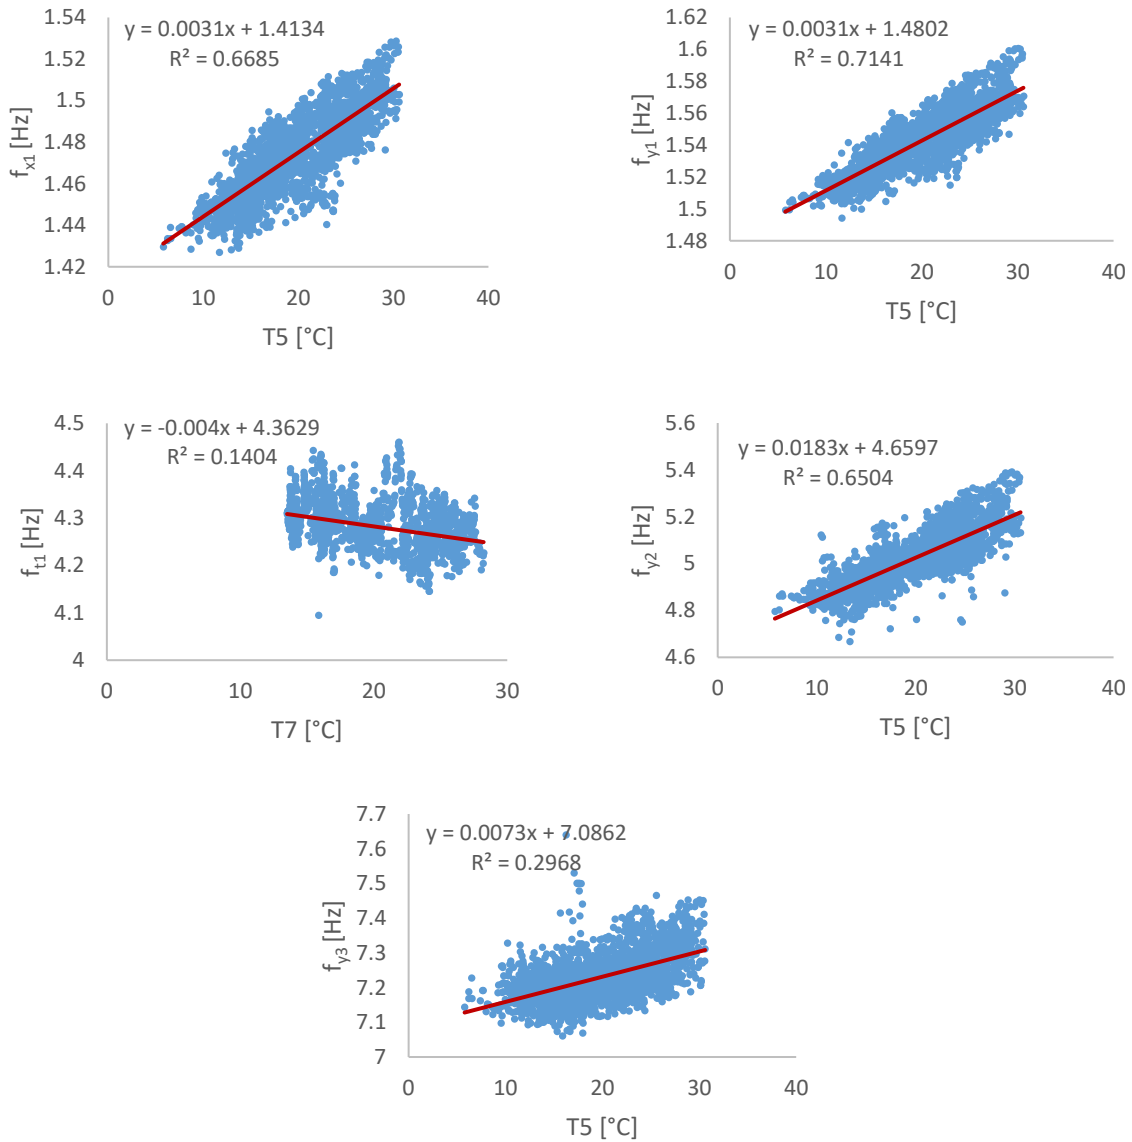 1.54
1.52
1.5
1.48
1.46
1.44
1.42
y = 0.0031x + 1.4134
R² = 0.6685
f_x1 [Hz]
0 10 20 30 40
T5 [°C]
1.62
1.6
1.58
1.56
1.54
1.52
1.5
1.48
y = 0.0031x + 1.4802
R² = 0.7141
f_y1 [Hz]
0 10 20 30 40
T5 [°C]
4.5
4.4
4.3
4.2
4.1
4
y = -0.004x + 4.3629
R² = 0.1404
f_t1 [Hz]
0 10 20 30
T7 [°C]
5.6
5.4
5.2
5
4.8
4.6
y = 0.0183x + 4.6597
R² = 0.6504
f_y2 [Hz]
0 10 20 30 40
T5 [°C]
7.7
7.6
7.5
7.4
7.3
7.2
7.1
7
y = 0.0073x + 7.0862
R² = 0.2968
f_y3 [Hz]
0 10 20 30 40
T5 [°C]